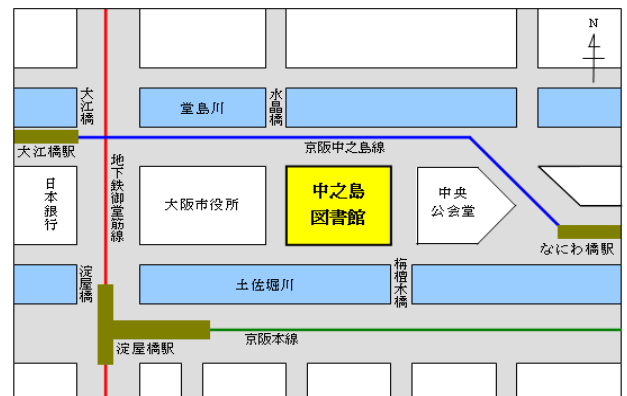 N
大江橋
堂島川
水晶橋
大江橋駅
京阪中之島線
地下鉄御堂筋線
日本銀行
大阪市役所
中之島
図書館
中央
公会堂
なにわ橋駅
淀屋橋
土佐堀川
栴檀木橋
淀屋橋駅
京阪本線